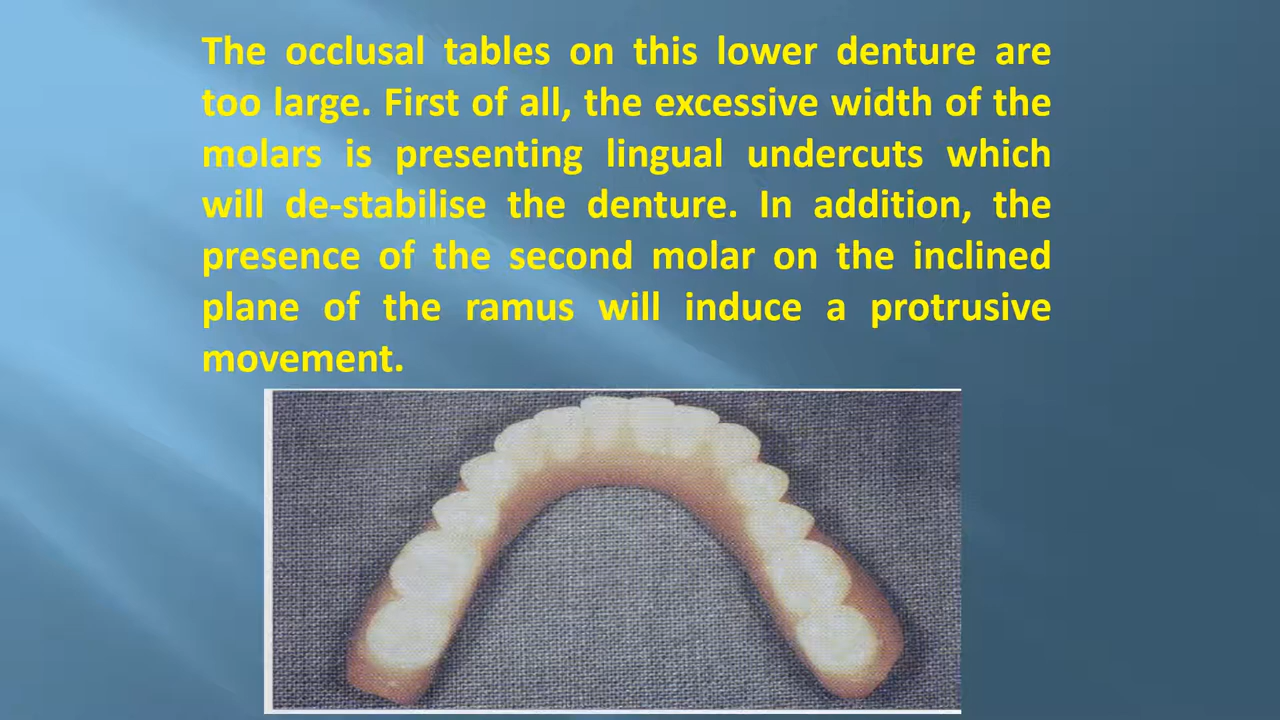 The occlusal tables on this lower denture are
too large. First of all, the excessive width of the
molars is presenting lingual undercuts which
will de-stabilise the denture. In addition, the
presence of the second molar on the inclined
plane of the ramus will induce a protrusive
movement.